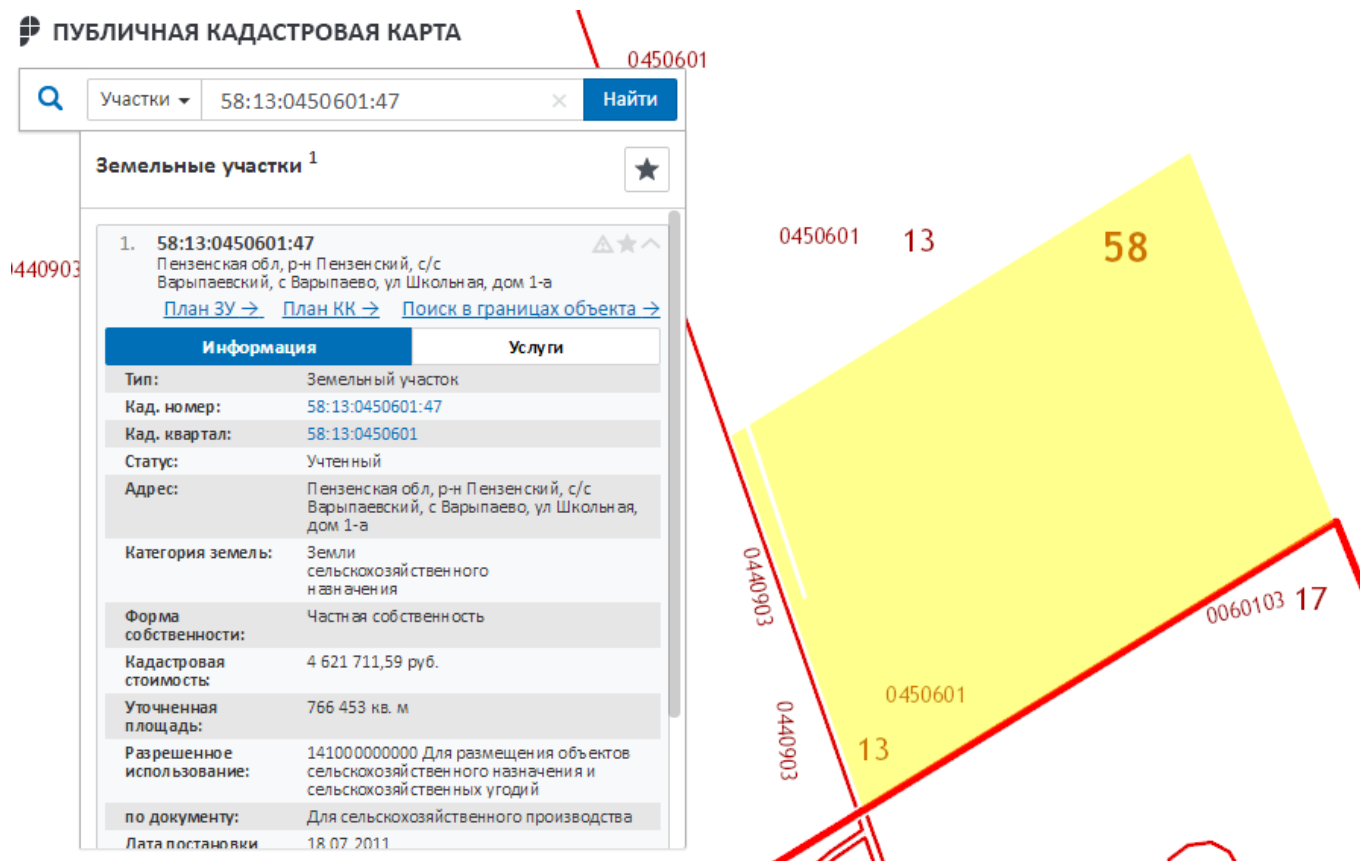 ПУБЛИЧНАЯ КАДАСТРОВАЯ КАРТА
Участки 58:13:0450601:47 × Найти
Земельные участки 1
1. 58:13:0450601:47
Пензенская обл, р-н Пензенский, с/с
Варыпаевский, с Варыпаево, ул Школьная, дом 1-а
План ЗУ → План КК → Поиск в границах объекта →
Информация Услуги
Тип: Земельный участок
Кад. номер: 58:13:0450601:47
Кад. квартал: 58:13:0450601
Статус: Учтенный
Адрес: Пензенская обл, р-н Пензенский, с/с
Варыпаевский, с Варыпаево, ул Школьная,
дом 1-а
Категория земель: Земли
сельскохозяйственного
назначения
Форма Частная собственность
собственности:
Кадастровая 4 621 711,59 руб.
стоимость:
Уточненная 766 453 кв. м
площадь:
Разрешенное 141000000000 Для размещения объектов
использование: сельскохозяйственного назначения и
сельскохозяйственных угодий
по документу: Для сельскохозяйственного производства
Дата постановки 18.07.2011
0450601
0440903
0450601 13
58
0440903
0060103 17
0450601
0440903
13